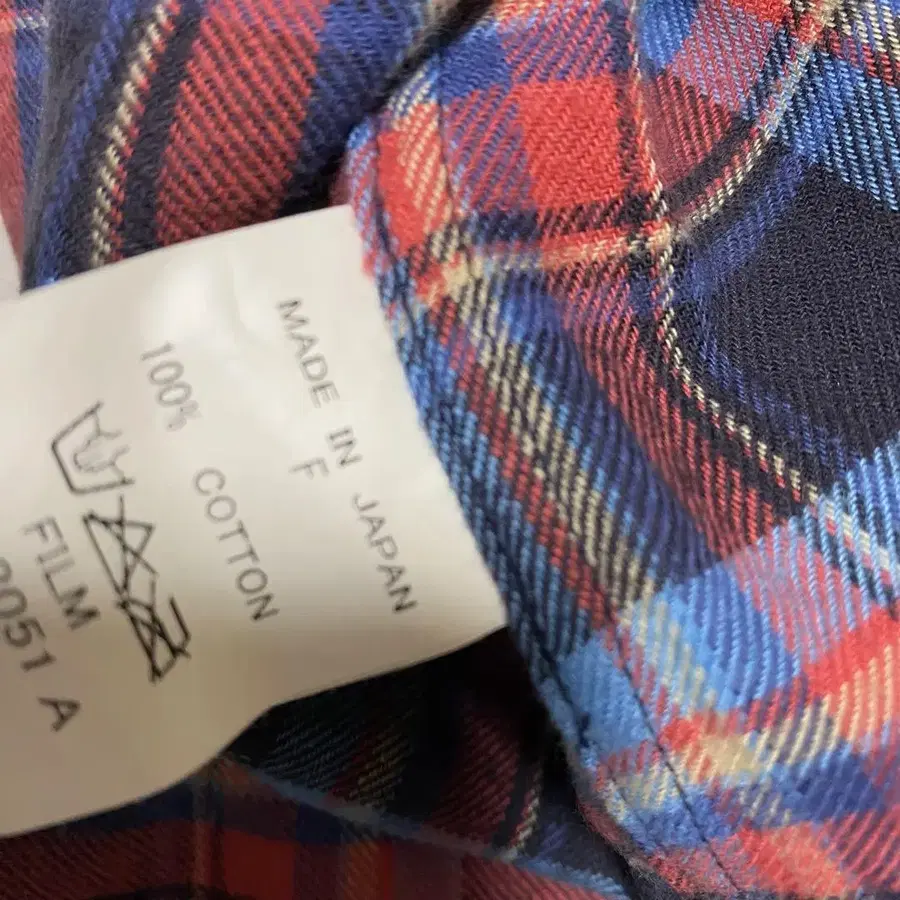 MADE IN JAPAN
F
100% COTTON
FILM
2051 A